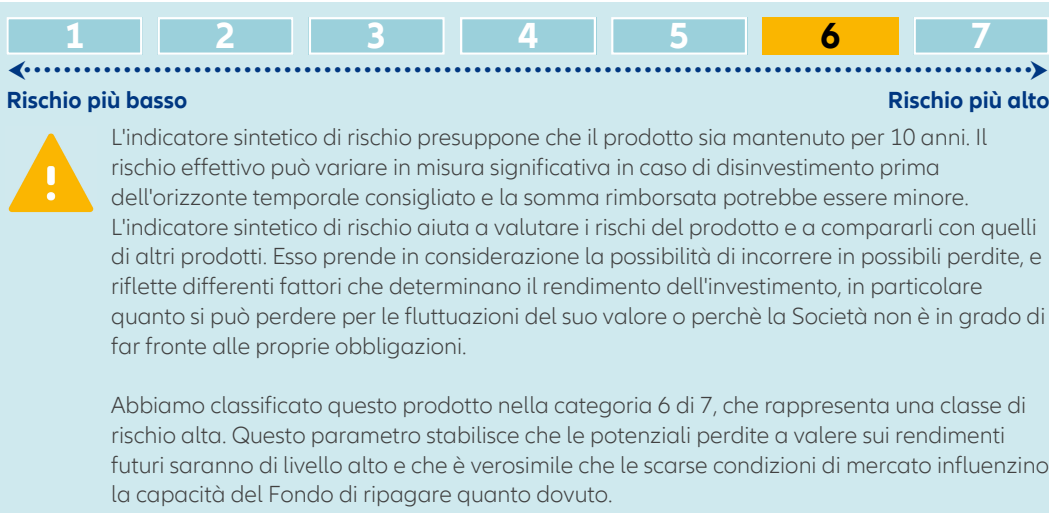 1 2 3 4 5 6 7
Rischio più basso Rischio più alto
L'indicatore sintetico di rischio presuppone che il prodotto sia mantenuto per 10 anni. Il
rischio effettivo può variare in misura significativa in caso di disinvestimento prima
dell'orizzonte temporale consigliato e la somma rimborsata potrebbe essere minore.
L'indicatore sintetico di rischio aiuta a valutare i rischi del prodotto e a compararli con quelli
di altri prodotti. Esso prende in considerazione la possibilità di incorrere in possibili perdite, e
riflette differenti fattori che determinano il rendimento dell'investimento, in particolare
quanto si può perdere per le fluttuazioni del suo valore o perchè la Società non è in grado di
far fronte alle proprie obbligazioni.
Abbiamo classificato questo prodotto nella categoria 6 di 7, che rappresenta una classe di
rischio alta. Questo parametro stabilisce che le potenziali perdite a valere sui rendimenti
futuri saranno di livello alto e che è verosimile che le scarse condizioni di mercato influenzino
la capacità del Fondo di ripagare quanto dovuto.